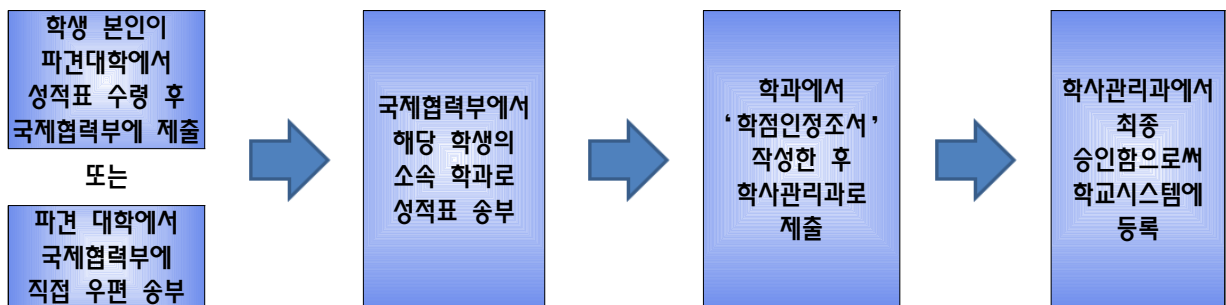 학생 본인이
파견대학에서
성적표 수령 후
국제협력부에 제출
또는
파견 대학에서
국제협력부에
직접 우편 송부
국제협력부에서
해당 학생의
소속 학과로
성적표 송부
학과에서
‘학점인정조서’
작성한 후
학사관리과로
제출
학사관리과에서
최종
승인함으로써
학교시스템에
등록